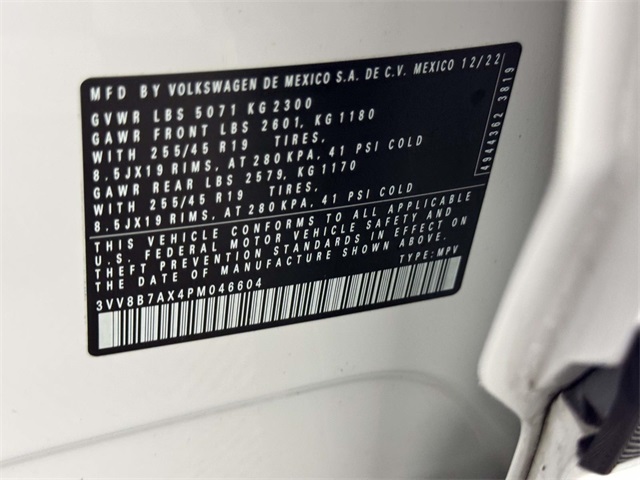 MFD BY VOLKSWAGEN DE MEXICO S.A. DE C.V. MEXICO 12/22
GVWR LBS 5071 KG 2300
GAWR FRONT LBS 2601, KG 1180
WITH 255/45 R19 TIRES,
8.5JX19 RIMS, AT 280 KPA, 41 PSI COLD
GAWR REAR LBS 2579, KG 1170
WITH 255/45 R19 TIRES,
8.5JX19 RIMS, AT 280 KPA, 41 PSI COLD
THIS VEHICLE CONFORMS TO ALL APPLICABLE
U.S. FEDERAL MOTOR VEHICLE SAFETY AND
THEFT PREVENTION STANDARDS IN EFFECT ON
THE DATE OF MANUFACTURE SHOWN ABOVE.
3VV8B7AX4PM046604 TYPE: MPV
4944362 3819